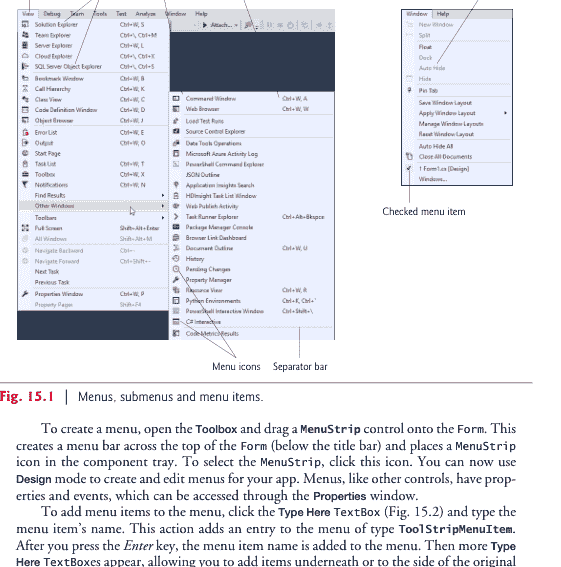 View Debug Team Tools Test Analyze Window Help
Attach...
Solution Explorer Ctrl+W, S
Team Explorer Ctrl+\, Ctrl+M
Server Explorer Ctrl+W, L
Cloud Explorer Ctrl+\, Ctrl+X
SQL Server Object Explorer Ctrl+\, Ctrl+S
Bookmark Window Ctrl+W, B
Call Hierarchy Ctrl+W, K
Class View Ctrl+W, C
Code Definition Window Ctrl+W, D
Object Browser Ctrl+W, J
Error List Ctrl+W, E
Output Ctrl+W, O
Start Page
Task List Ctrl+W, T
Toolbox Ctrl+W, X
Notifications Ctrl+W, N
Find Results
Other Windows
Toolbars
Full Screen Shift+Alt+Enter
All Windows Shift+Alt+M
Navigate Backward Ctrl+-
Navigate Forward Ctrl+Shift+-
Next Task
Previous Task
Properties Window Ctrl+W, P
Property Pages Shift+F4
Command Window Ctrl+W, A
Web Browser Ctrl+W, W
Load Test Runs
Source Control Explorer
Data Tools Operations
Microsoft Azure Activity Log
PowerShell Command Explorer
JSON Outline
Application Insights Search
HDInsight Task List Window
Web Publish Activity
Task Runner Explorer Ctrl+Alt+Bkspce
Package Manager Console
Browser Link Dashboard
Document Outline Ctrl+W, U
History
Pending Changes
Property Manager
Resource View Ctrl+W, R
Python Environments Ctrl+K, Ctrl+`
PowerShell Interactive Window Ctrl+Shift+\
C# Interactive
Code Metrics Results
Window Help
New Window
Split
Float
Dock
Auto Hide
Hide
Pin Tab
Save Window Layout
Apply Window Layout
Manage Window Layouts
Reset Window Layout
Auto Hide All
Close All Documents
1 Form1.cs [Design]
Windows...
Checked menu item
Menu icons Separator bar
Fig. 15.1 | Menus, submenus and menu items.
To create a menu, open the Toolbox and drag a MenuStrip control onto the Form. This
creates a menu bar across the top of the Form (below the title bar) and places a MenuStrip
icon in the component tray. To select the MenuStrip, click this icon. You can now use
Design mode to create and edit menus for your app. Menus, like other controls, have prop-
erties and events, which can be accessed through the Properties window.
To add menu items to the menu, click the Type Here TextBox (Fig. 15.2) and type the
menu item's name. This action adds an entry to the menu of type ToolStripMenuItem.
After you press the Enter key, the menu item name is added to the menu. Then more Type
Here TextBoxes appear, allowing you to add items underneath or to the side of the original